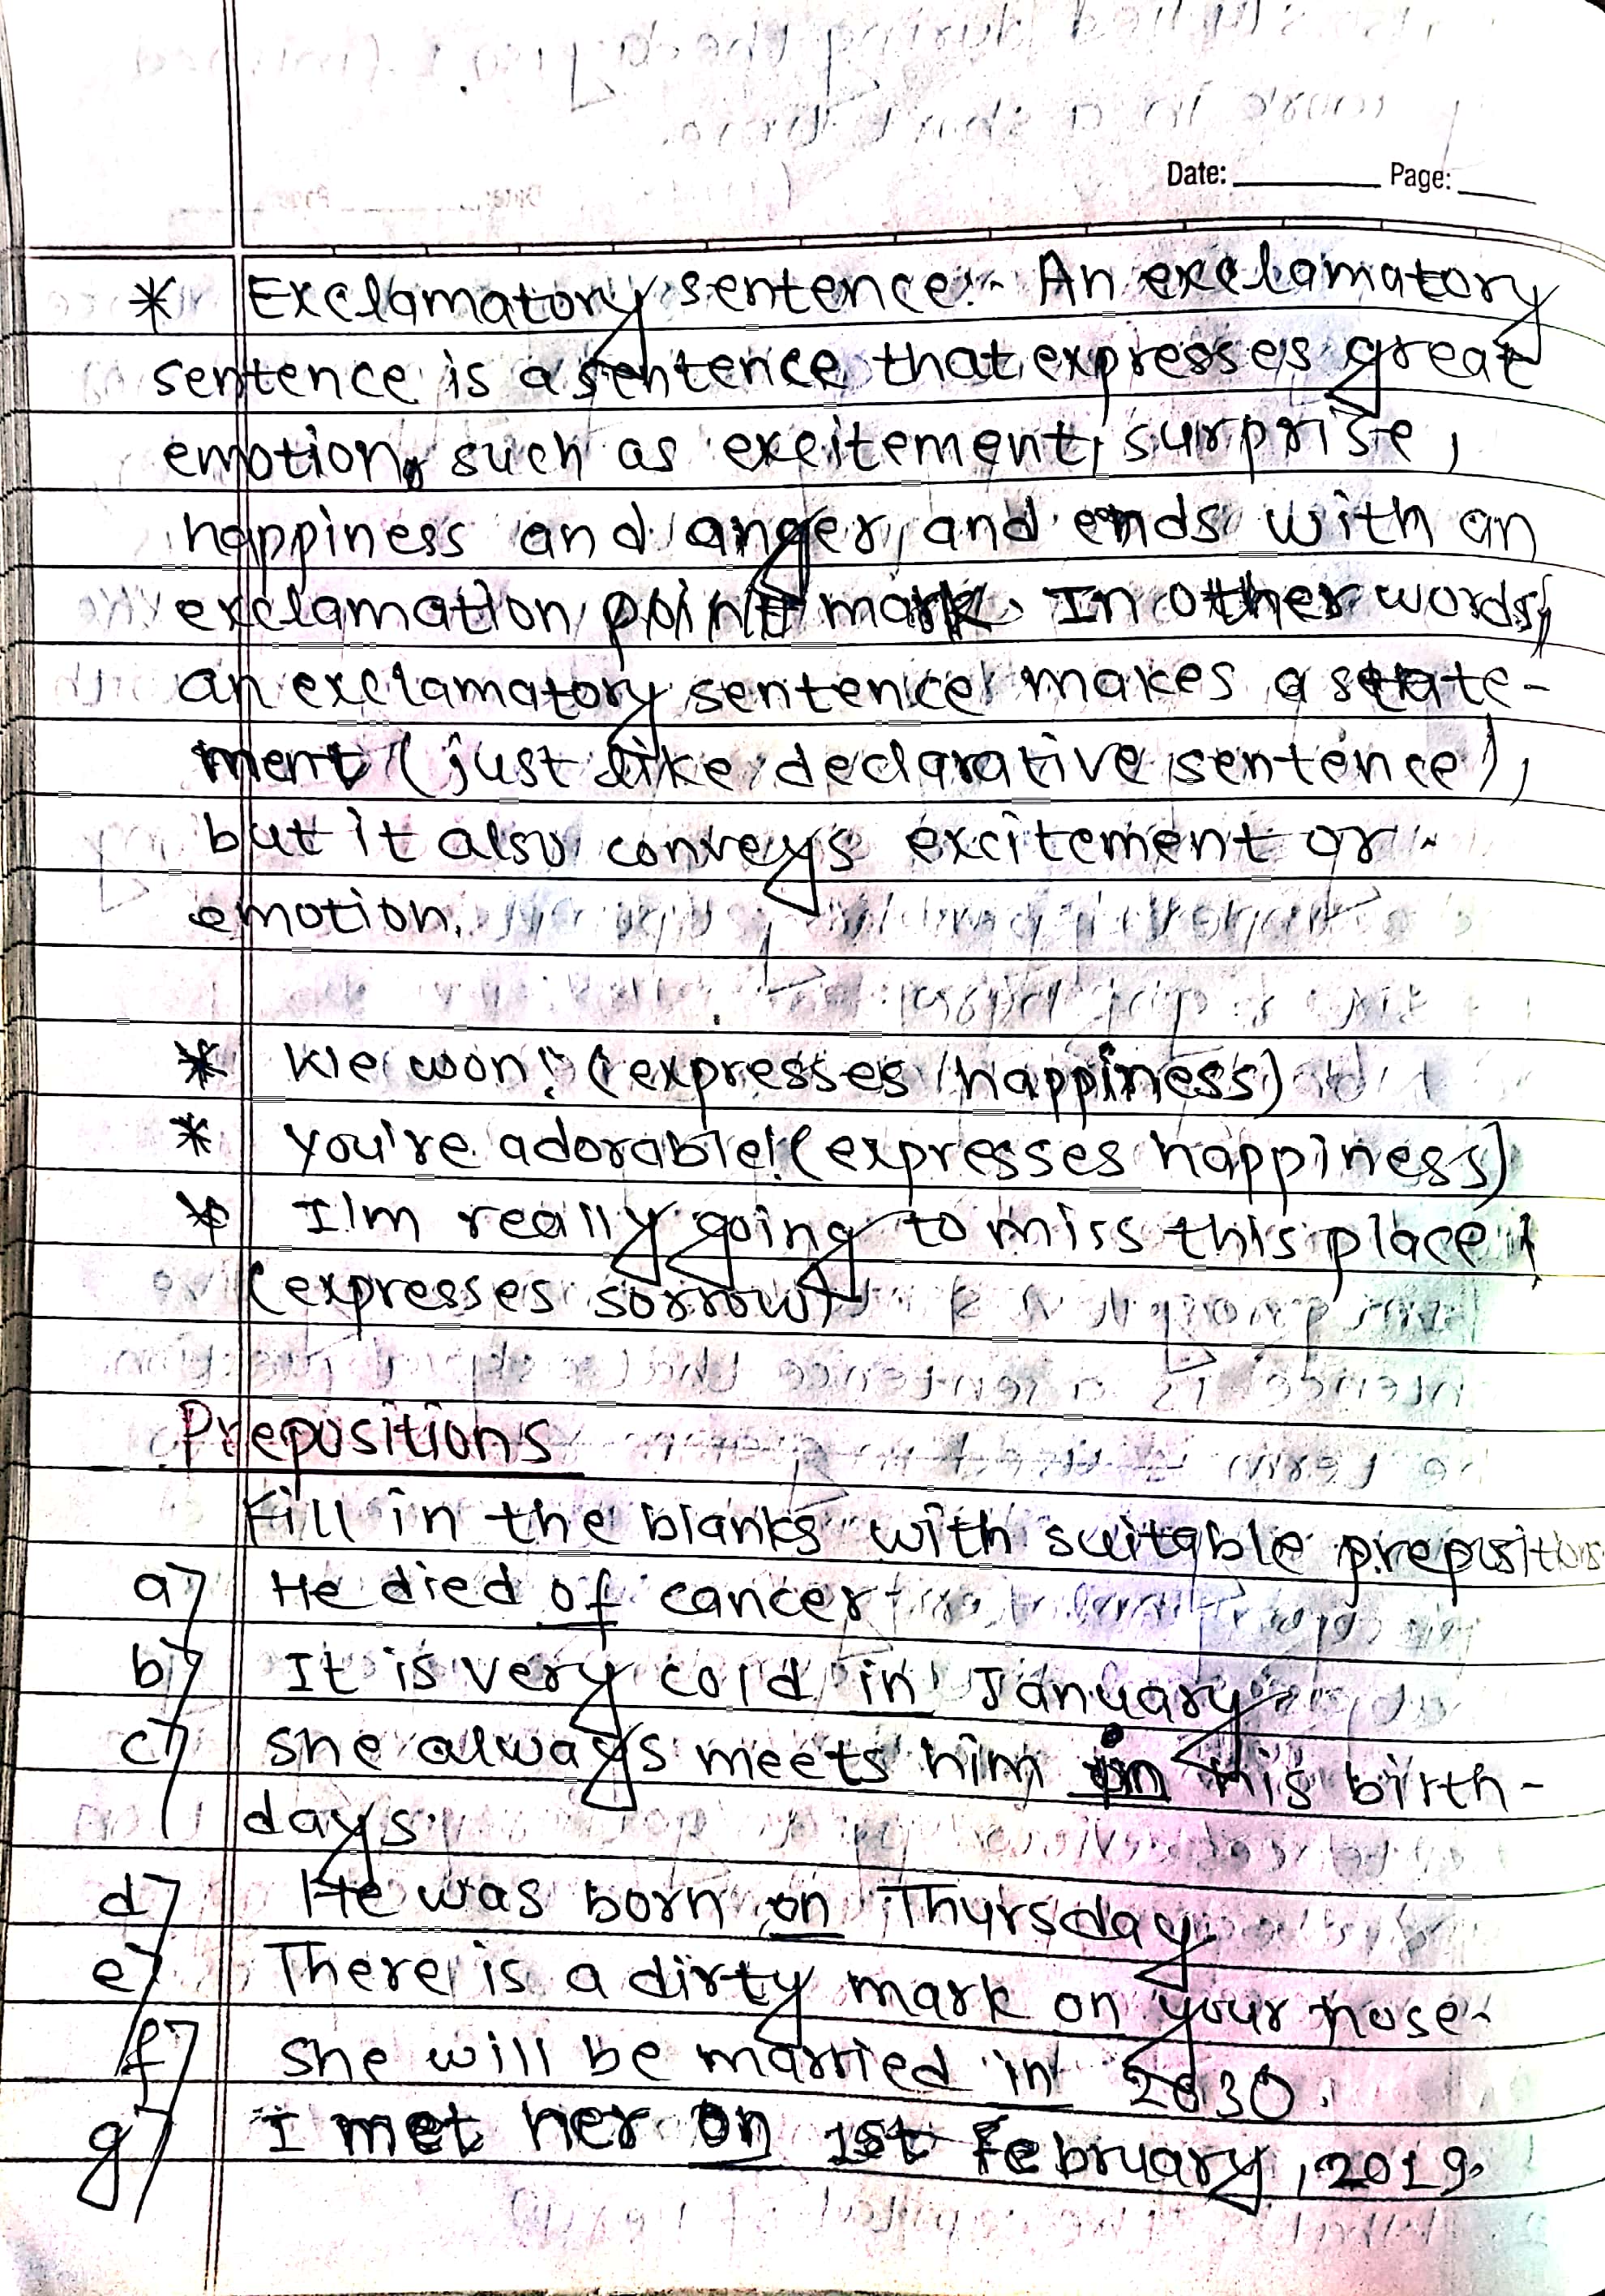 Date: Page:
* Exclamatory sentence:- An exclamatory
sentence is a sentence that expresses great
emotion, such as exeitement, surprise,
happiness and anger, and ends with an
exclamation point mark. In other words,
an exclamatory sentence makes a state-
ment (just like declarative sentence),
but it also conveys excitement or
emotion.
* We won! (expresses happiness)
* You're adorable! (expresses happiness)
* I'm really going to miss this place!
(expresses sorrow)
Prepositions
Fill in the blanks with suitable prepositions
a) He died of cancer
b) It is very cold in January
c) She always meets him on his birth-
days.
d) He was born on Thursday.
e) There is a dirty mark on your nose.
f) She will be married in 2030.
g) I met her on 1st February, 2019.